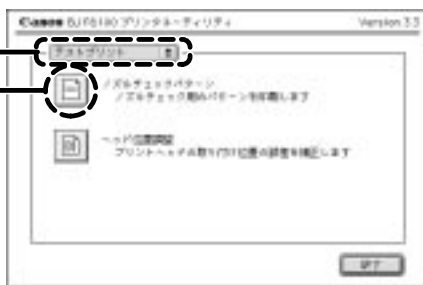 Canon BJ F6100 プリンタユーティリティ Version 3.3
テストプリント
ノズルチェックパターン
ノズルチェック用のパターンを印刷します
ヘッド位置調整
プリントヘッドの取り付け位置の誤差を補正します
終了